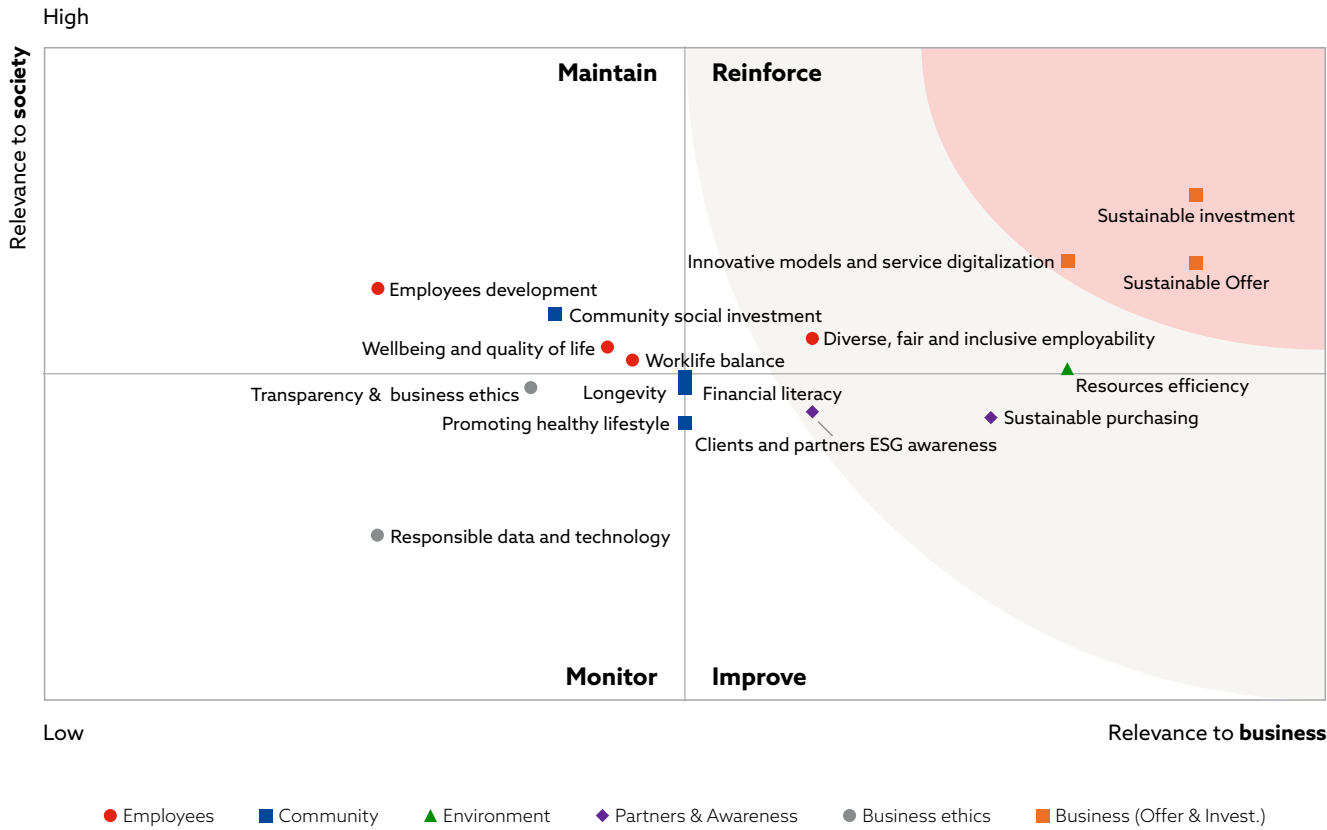 High
Relevance to society
Maintain
Reinforce
Sustainable investment
Innovative models and service digitalization
Sustainable Offer
Employees development
Community social investment
Diverse, fair and inclusive employability
Wellbeing and quality of life
Worklife balance
Resources efficiency
Transparency & business ethics
Longevity
Financial literacy
Sustainable purchasing
Promoting healthy lifestyle
Clients and partners ESG awareness
Responsible data and technology
Monitor
Improve
Low
Relevance to business
Employees
Community
Environment
Partners & Awareness
Business ethics
Business (Offer & Invest.)